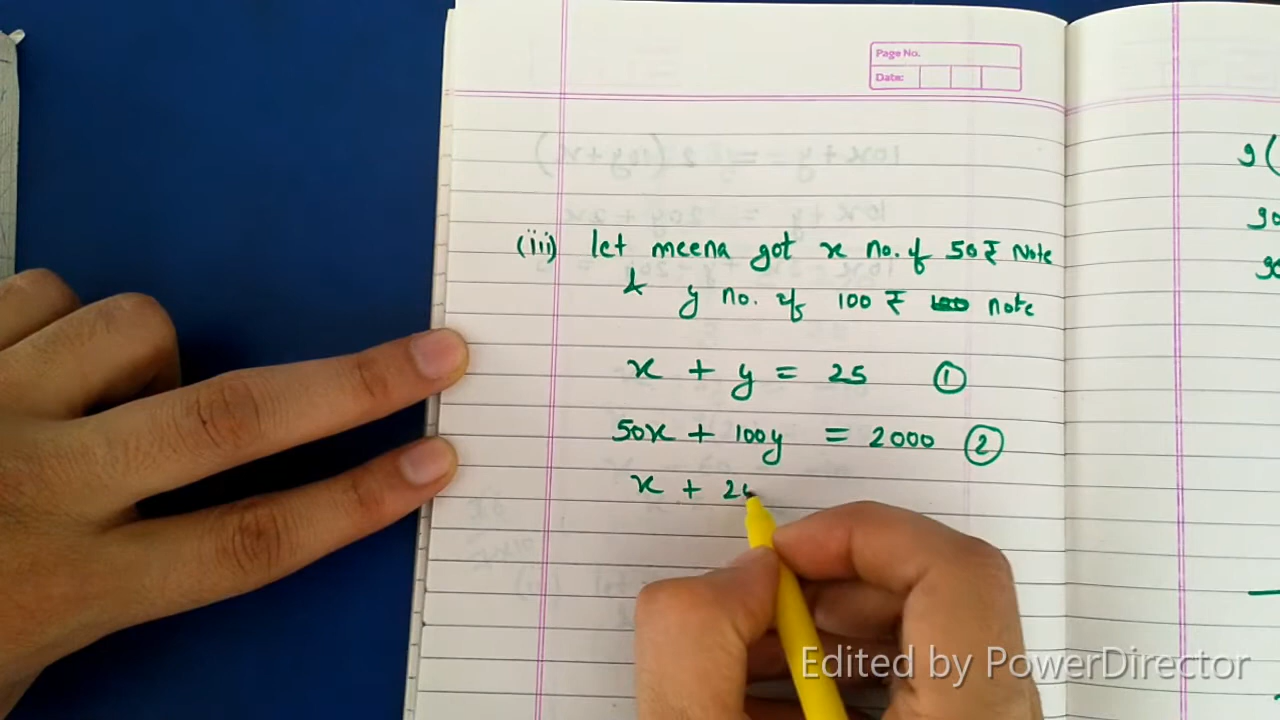 Page No.
Date:
(iii) let meena got x no. of 50 ₹ Note
& y no. of 100 ₹ note
x + y = 25 ①
50x + 100y = 2000 ②
x + 2y
Edited by PowerDirector